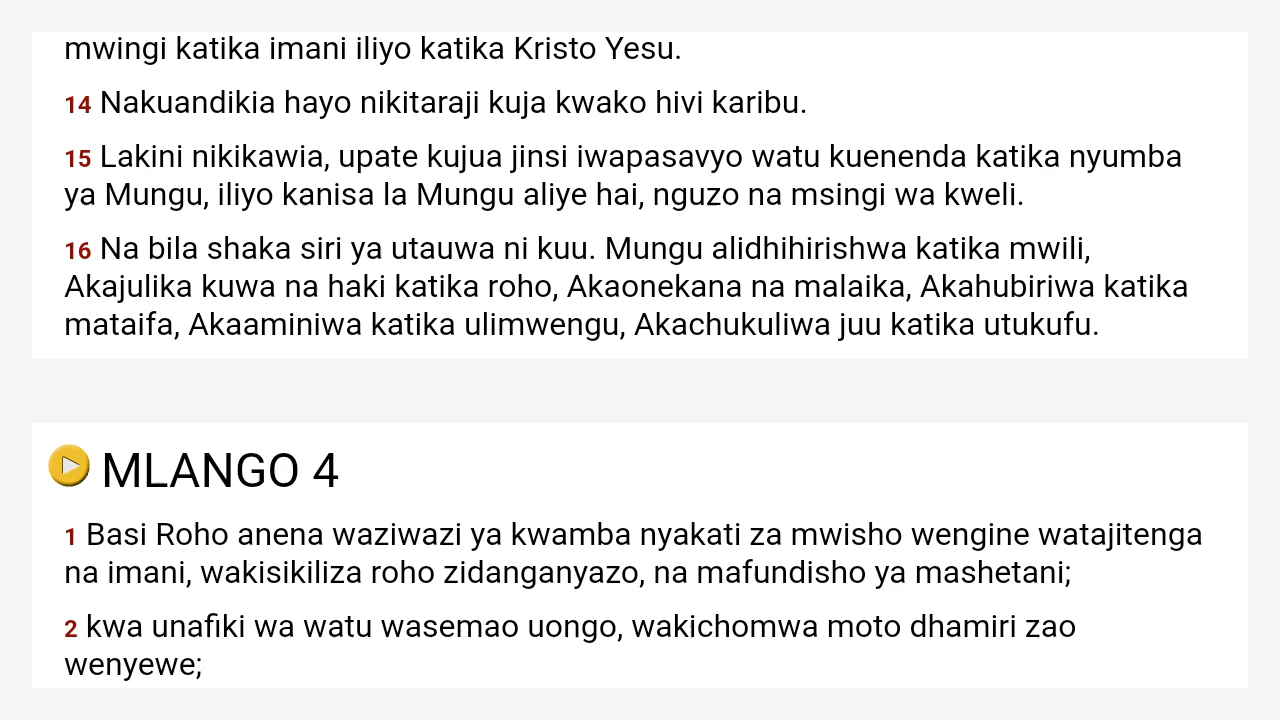 mwingi katika imani iliyo katika Kristo Yesu.
14 Nakuandikia hayo nikitaraji kuja kwako hivi karibu.
15 Lakini nikikawia, upate kujua jinsi iwapasavyo watu kuenenda katika nyumba
ya Mungu, iliyo kanisa la Mungu aliye hai, nguzo na msingi wa kweli.
16 Na bila shaka siri ya utauwa ni kuu. Mungu alidhihirishwa katika mwili,
Akajulika kuwa na haki katika roho, Akaonekana na malaika, Akahubiriwa katika
mataifa, Akaaminiwa katika ulimwengu, Akachukuliwa juu katika utukufu.
MLANGO 4
1 Basi Roho anena waziwazi ya kwamba nyakati za mwisho wengine watajitenga
na imani, wakisikiliza roho zidanganyazo, na mafundisho ya mashetani;
2 kwa unafiki wa watu wasemao uongo, wakichomwa moto dhamiri zao
wenyewe;